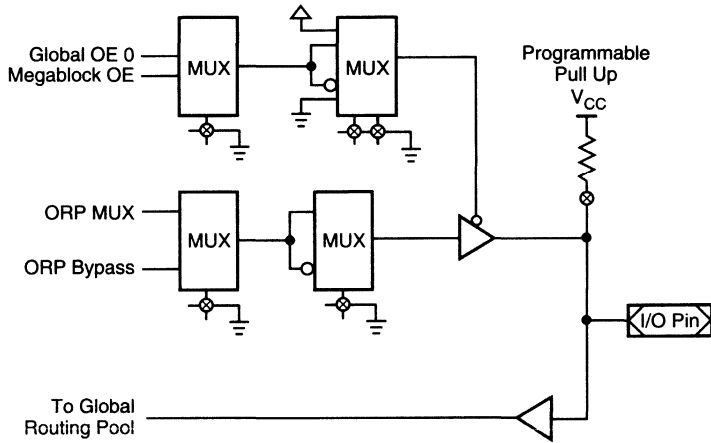 Global OE 0
Megablock OE
MUX
MUX
Programmable
Pull Up
VCC
ORP MUX
ORP Bypass
MUX
MUX
I/O Pin
To Global
Routing Pool